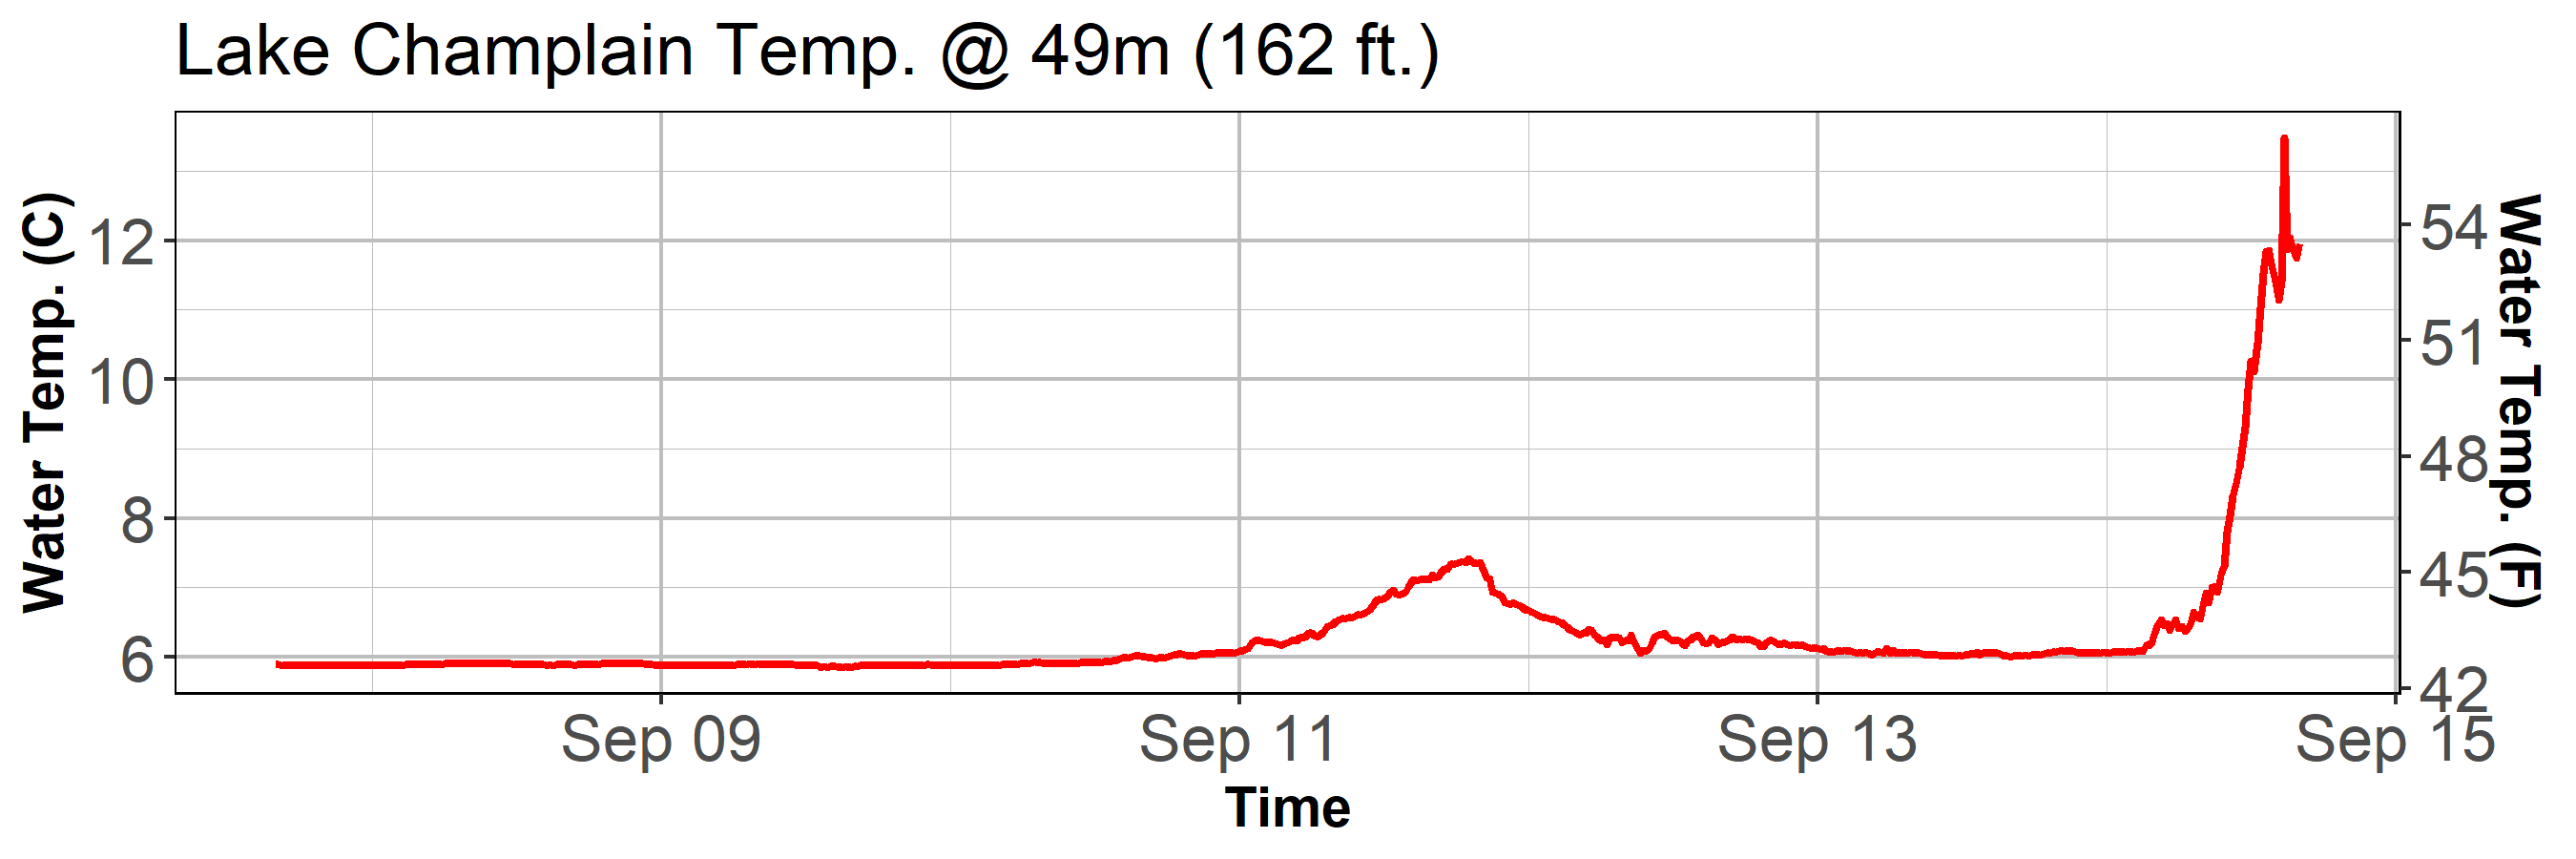 Lake Champlain Temp. @ 49m (162 ft.)
Water Temp. (C)
12
10
8
6
54
51
48
45
42
Water Temp. (F)
Sep 09 Sep 11 Sep 13 Sep 15
Time